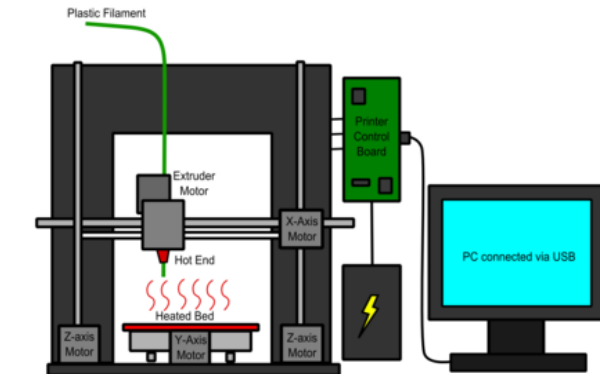 Plastic Filament
Printer
Control
Board
Extruder
Motor
X-Axis
Motor
PC connected via USB
Hot End
Heated Bed
Z-axis
Motor
Y-Axis
Motor
Z-axis
Motor